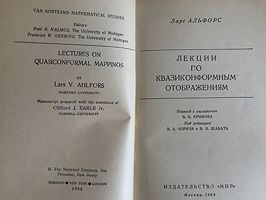 VAN NOSTRAND MATHEMATICAL STUDIES
Editors
Paul R. HALMOS, The University of Michigan
Frederick W. GEHRING, The University of Michigan
LECTURES ON
QUASICONFORMAL MAPPINGS
by
Lars V. AHLFORS
HARVARD UNIVERSITY
Manuscript prepared with the assistance of
Clifford J. EARLE Jr.
CORNELL UNIVERSITY
D. Van Nostrand Company, Inc.
Princeton, New Jersey
TORONTO NEW YORK LONDON
1966
Ларс АЛЬФОРС
ЛЕКЦИИ
ПО
КВАЗИКОНФОРМНЫМ
ОТОБРАЖЕНИЯМ
Перевод с английского
В. В. КРИВОВА
Под редакцией
В. А. ЗОРИЧА и Б. В. ШАБАТА
ИЗДАТЕЛЬСТВО «МИР»
Москва, 1969